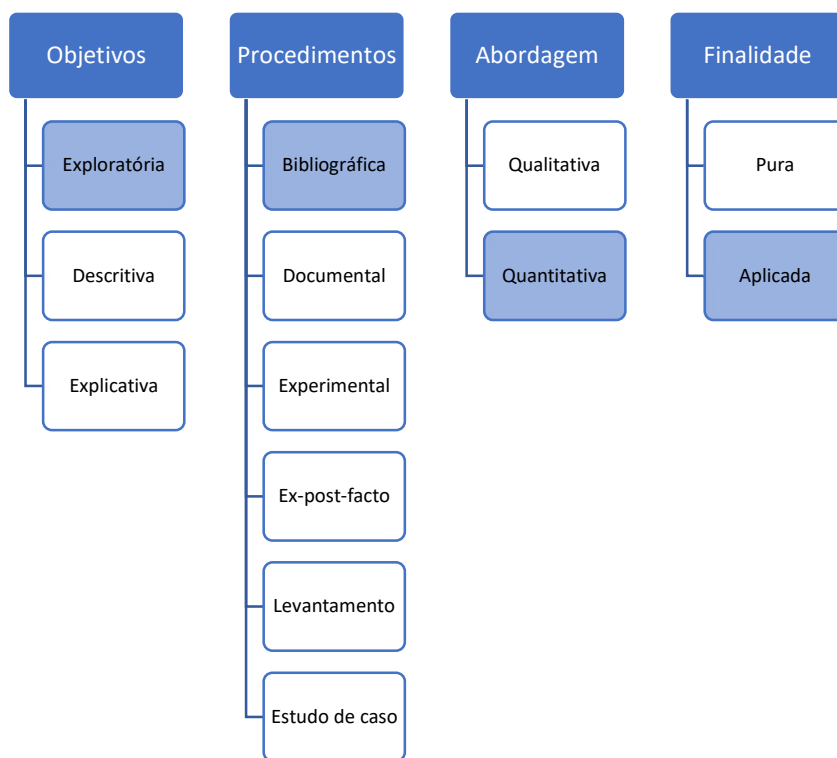 Objetivos
Exploratória
Descritiva
Explicativa
Procedimentos
Bibliográfica
Documental
Experimental
Ex-post-facto
Levantamento
Estudo de caso
Abordagem
Qualitativa
Quantitativa
Finalidade
Pura
Aplicada